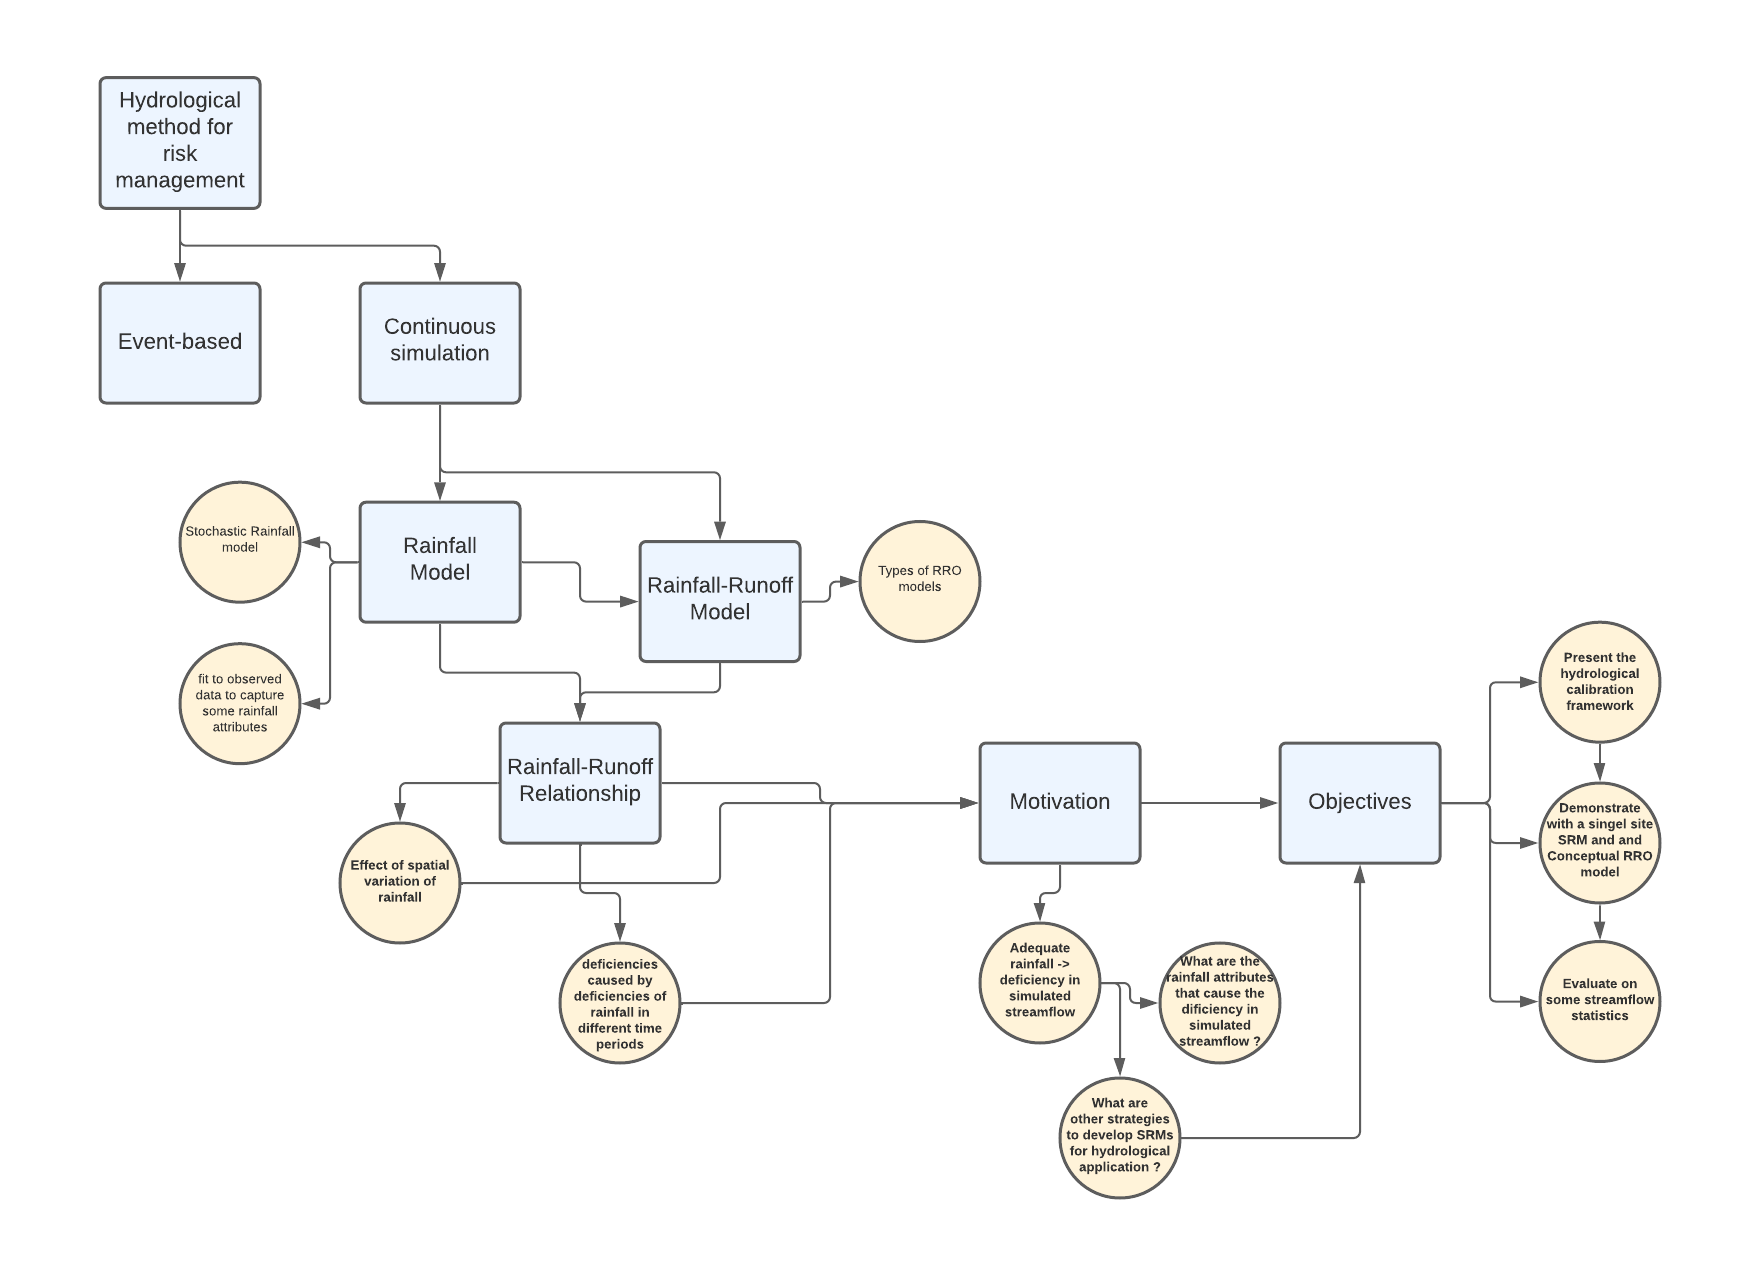 Hydrological
method for
risk
management
Event-based
Continuous
simulation
Stochastic Rainfall
model
Rainfall
Model
Rainfall-Runoff
Model
Types of RRO
models
fit to observed
data to capture
some rainfall
attributes
Rainfall-Runoff
Relationship
Effect of spatial
variation of
rainfall
deficiencies
caused by
deficiencies of
rainfall in
different time
periods
Motivation
Adequate
rainfall ->
deficiency in
simulated
streamflow
What are the
rainfall attributes
that cause the
dificiency in
simulated
streamflow ?
What are
other strategies
to develop SRMs
for hydrological
application ?
Objectives
Present the
hydrological
calibration
framework
Demonstrate
with a singel site
SRM and and
Conceptual RRO
model
Evaluate on
some streamflow
statistics